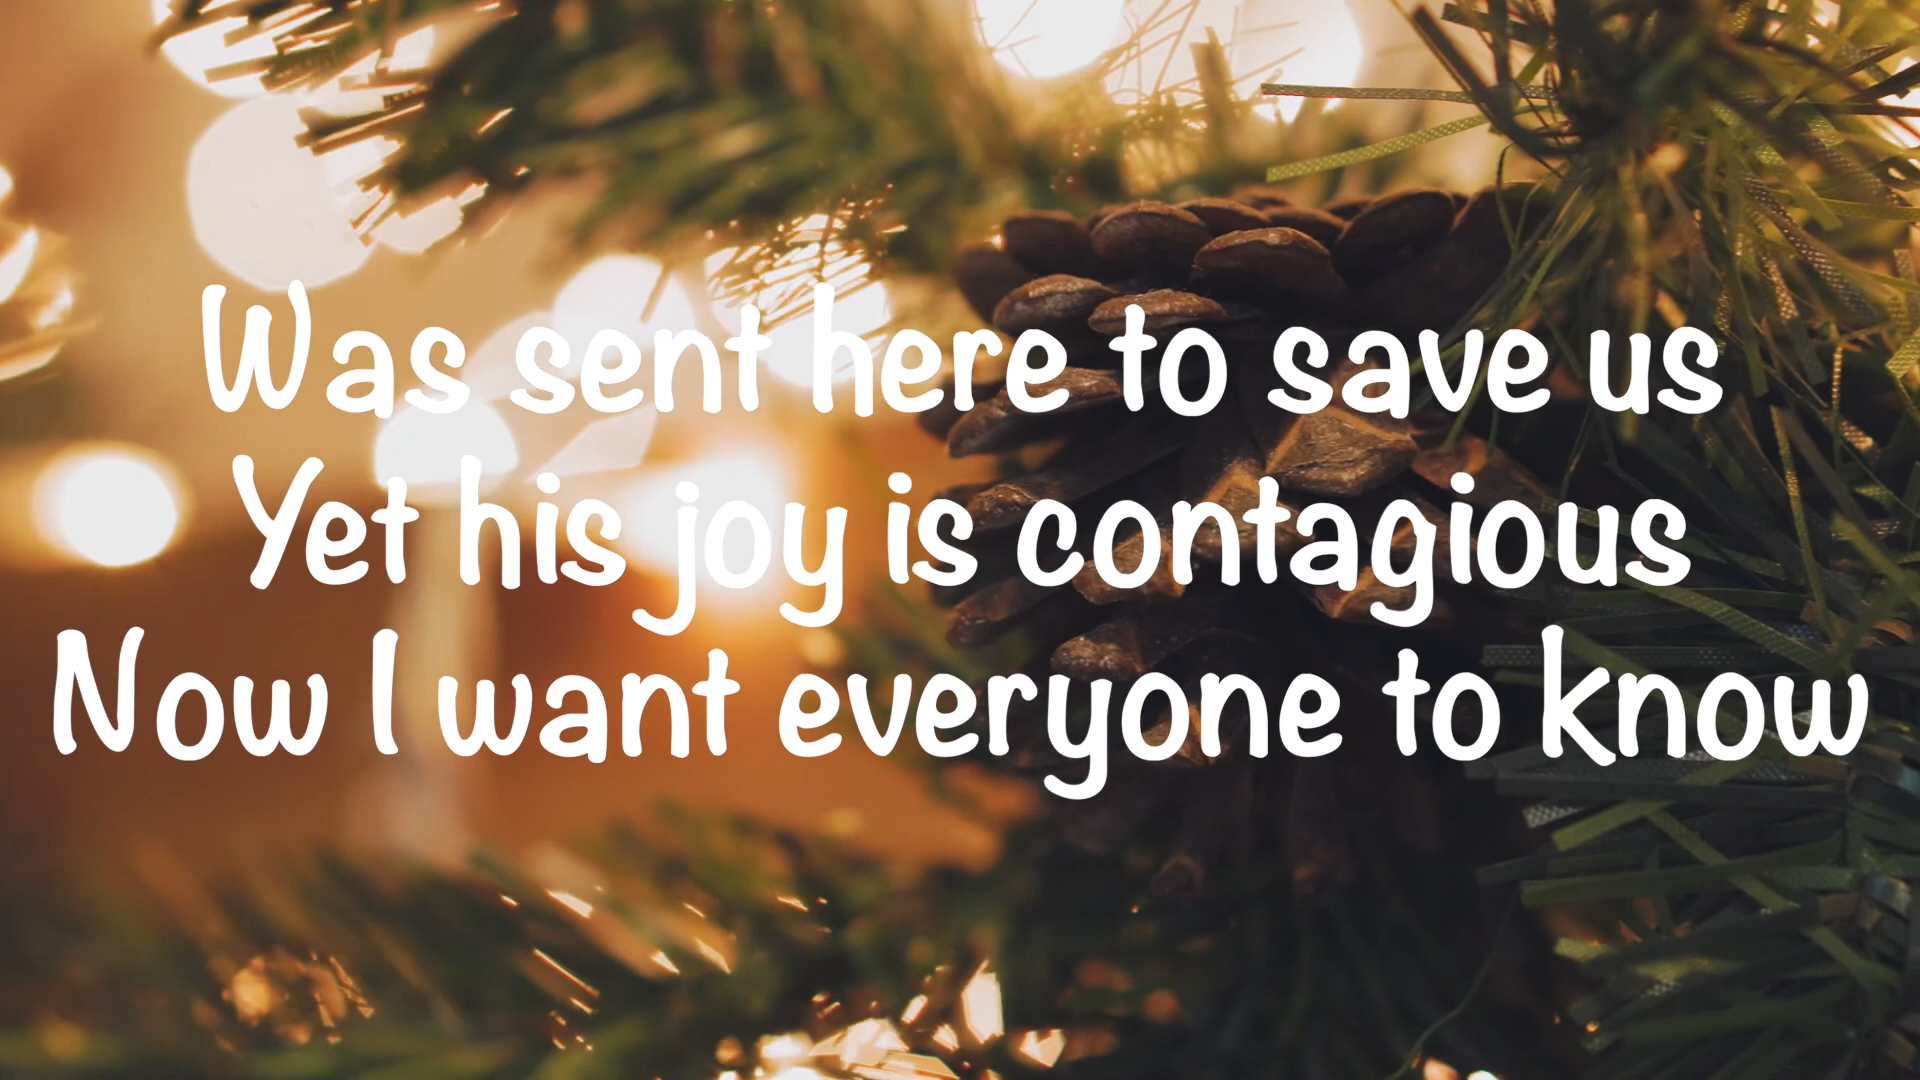 Was sent here to save us
Yet his joy is contagious
Now I want everyone to know